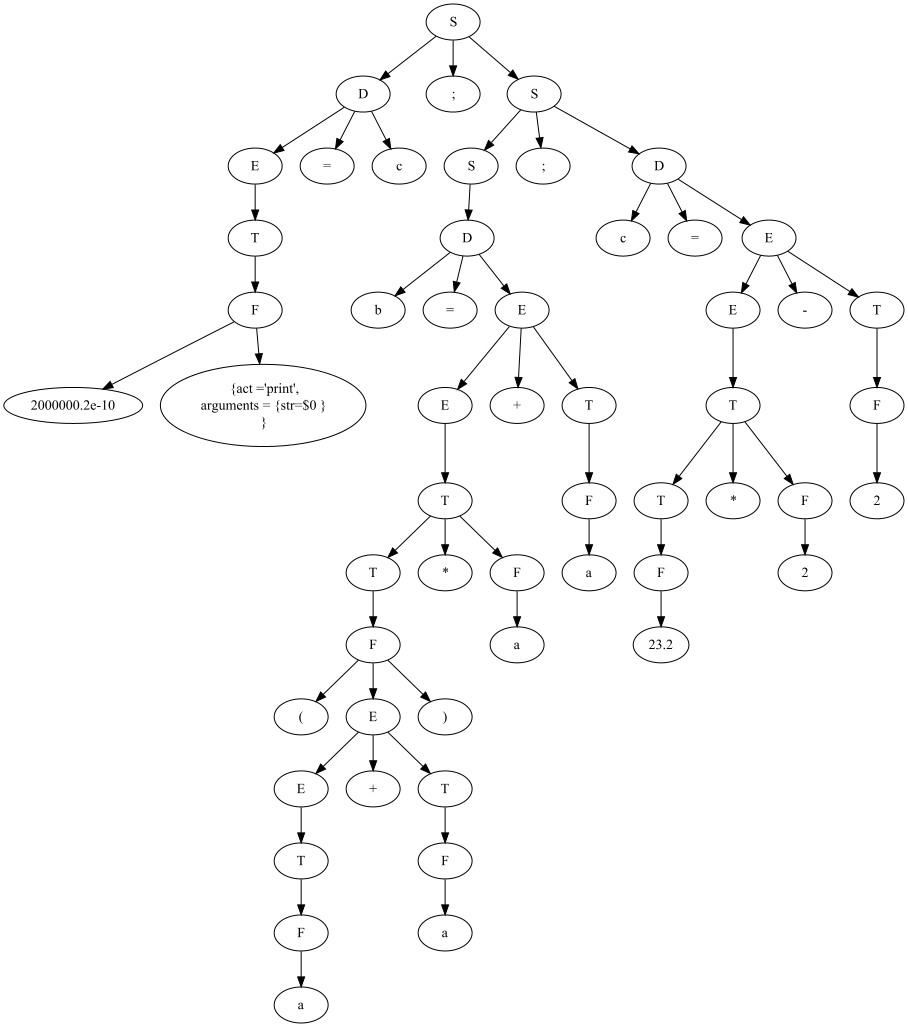 S
D ; S
E = c S ; D
T D c = E
F b = E E - T
2000000.2e-10 {act ='print',
arguments = {str=$0 }
}
E + T T F
T F T * F 2
T * F a F 2
F a 23.2
( E )
E + T
T F
F a
a